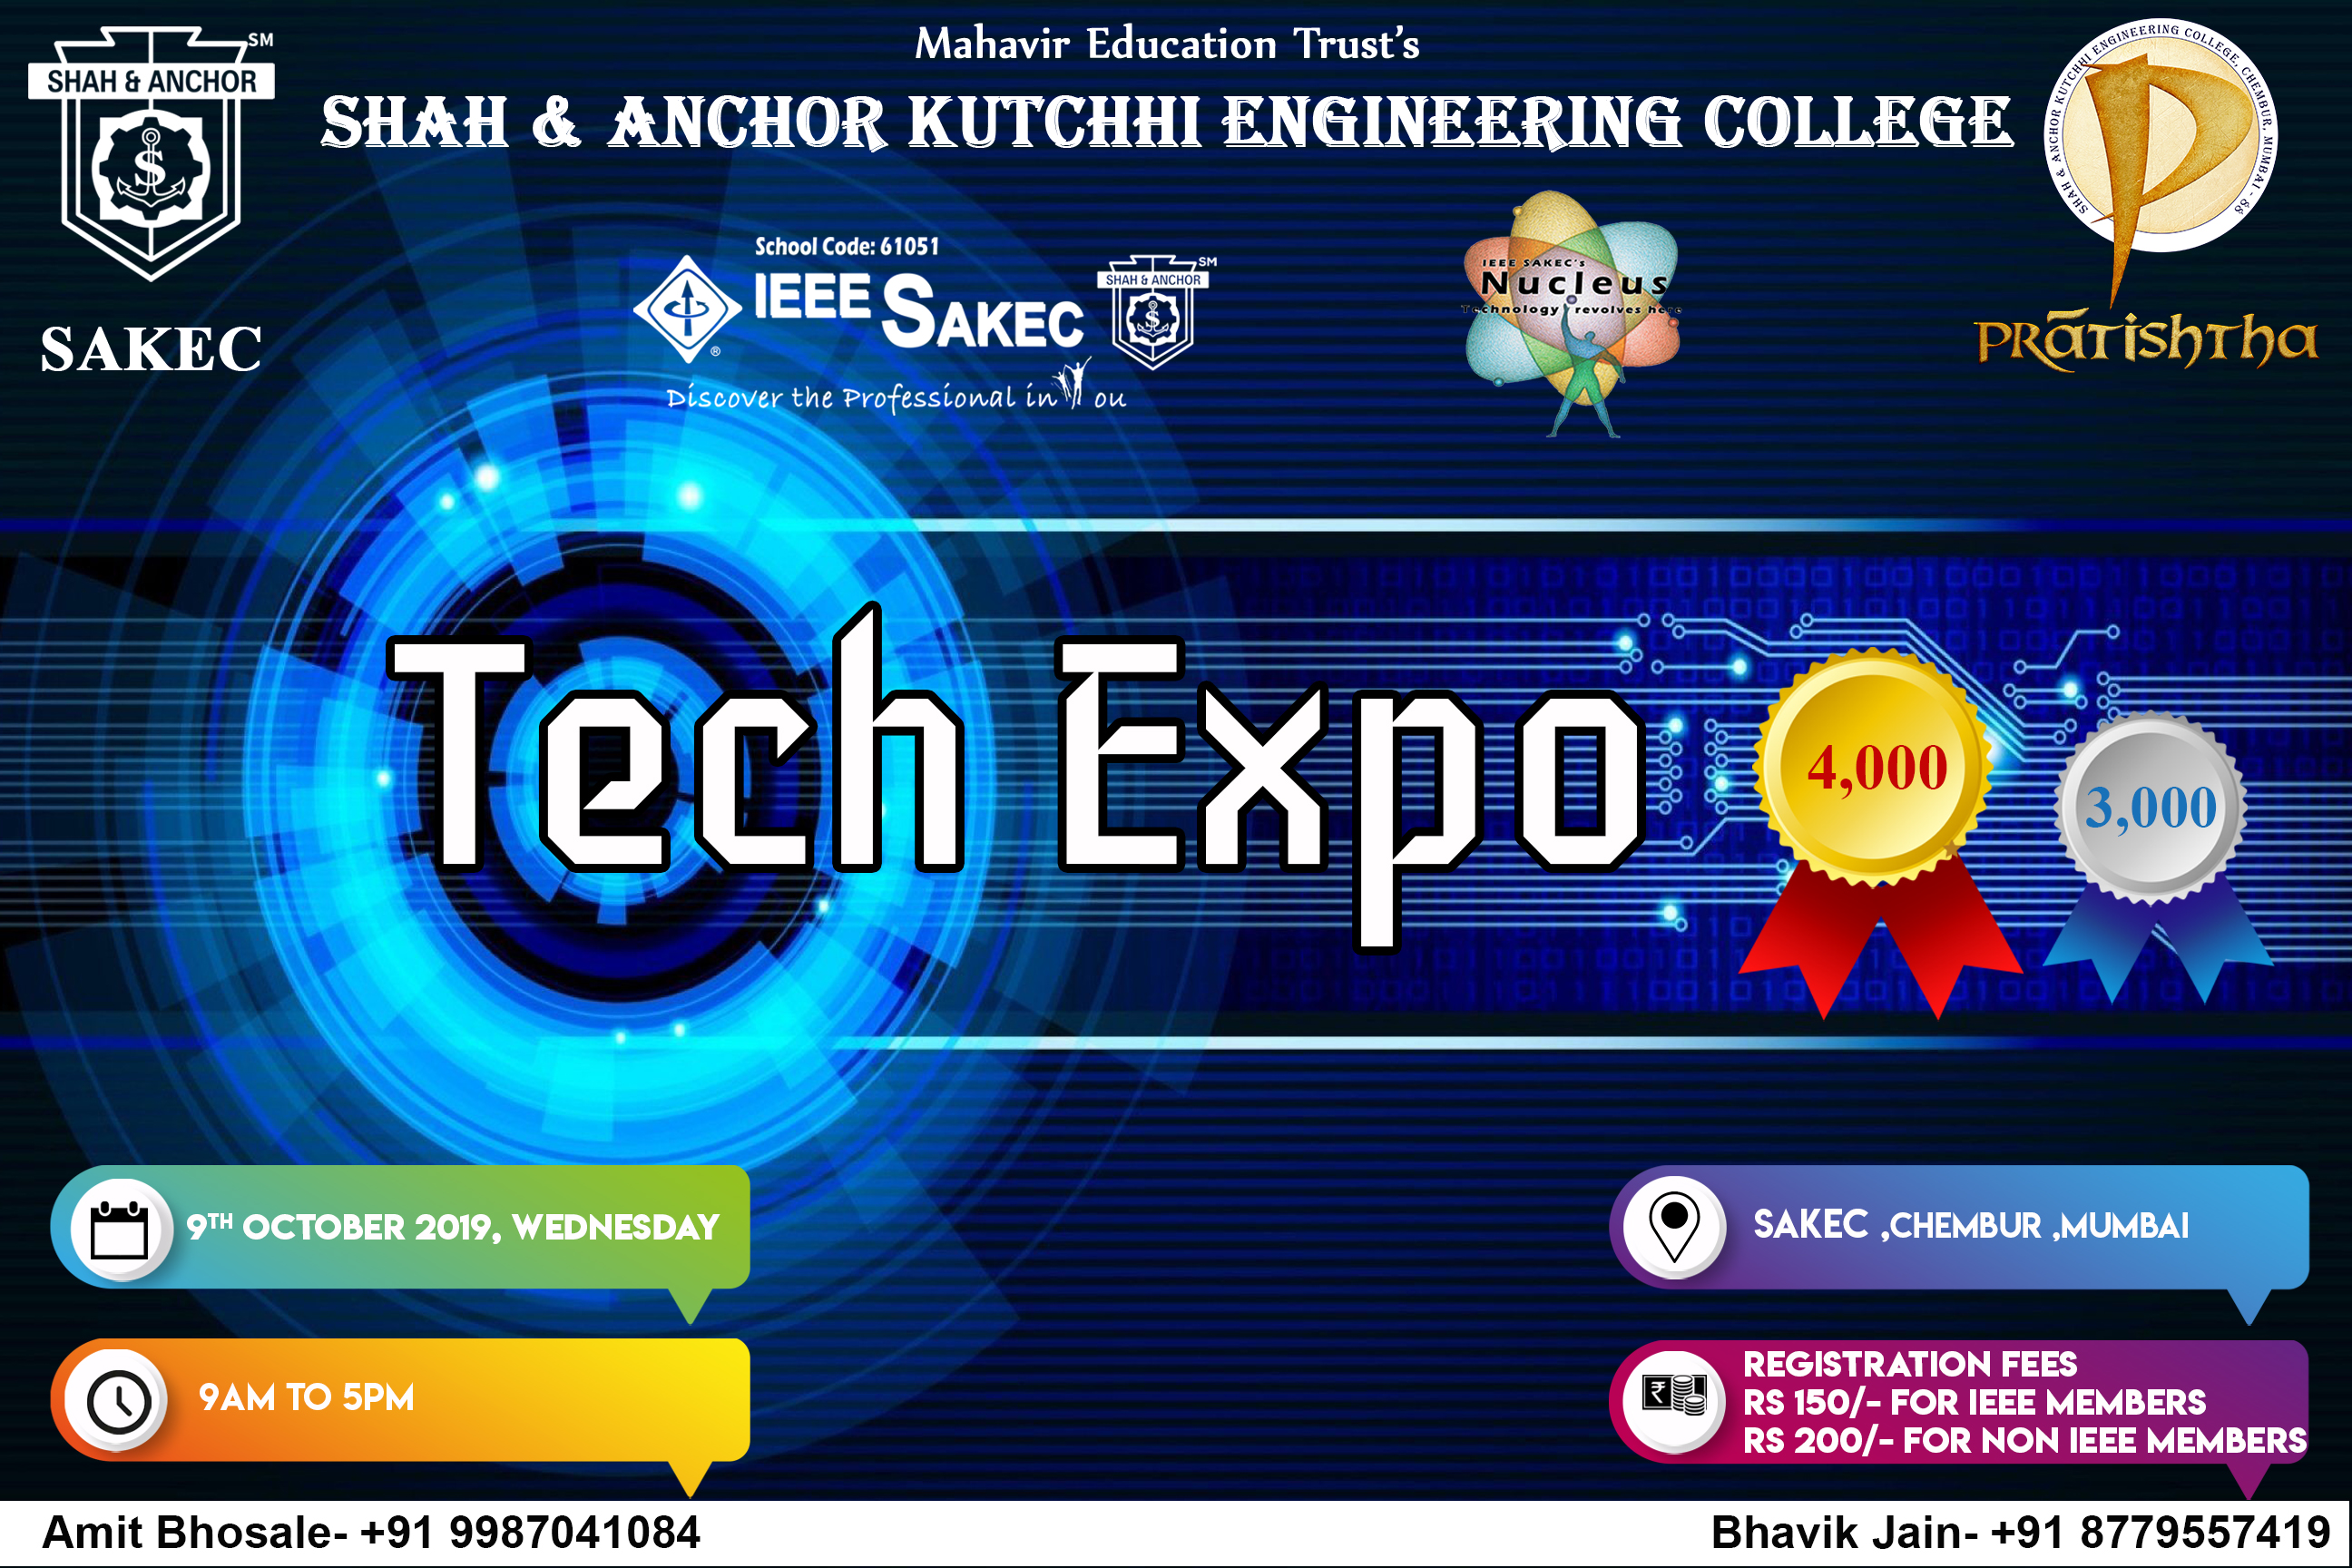 Mahavir Education Trust's
SHAH & ANCHOR KUTCHHI ENGINEERING COLLEGE
SHAH & ANCHOR
SM
S
SAKEC
School Code: 61051
IEEE SAKEC
®
SHAH & ANCHOR
SM
S
Discover the Professional in You
IEEE SAKEC's
Nucleus
Technology revolves here
SHAH & ANCHOR KUTCHHI ENGINEERING COLLEGE, CHEMBUR, MUMBAI - 88
P
PRātishtha
Tech Expo
4,000
3,000
9TH OCTOBER 2019, WEDNESDAY
SAKEC ,CHEMBUR ,MUMBAI
9AM TO 5PM
₹
REGISTRATION FEES
RS 150/- FOR IEEE MEMBERS
RS 200/- FOR NON IEEE MEMBERS
Amit Bhosale- +91 9987041084
Bhavik Jain- +91 8779557419